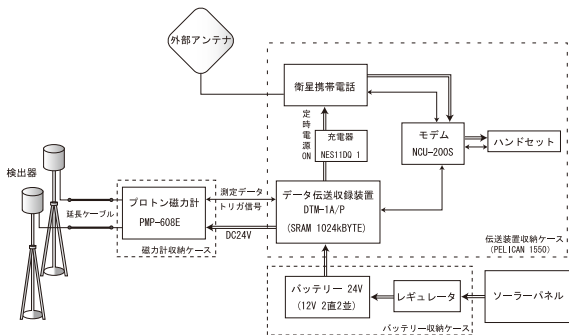 外部アンテナ
衛星携帯電話
定時電源ON
充電器
NES11DQ 1
モデム
NCU-200S
ハンドセット
検出器
延長ケーブル
プロトン磁力計
PMP-608E
磁力計収納ケース
測定データ
トリガ信号
DC24V
データ伝送収録装置
DTM-1A/P
(SRAM 1024kBYTE)
伝送装置収納ケース
(PELICAN 1550)
バッテリー 24V
(12V 2直2並)
レギュレータ
ソーラーパネル
バッテリー収納ケース